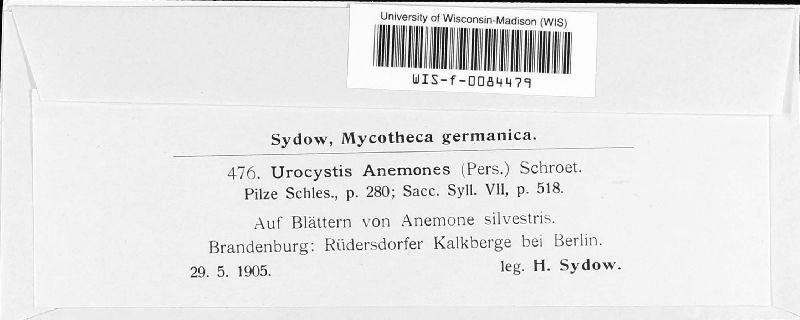 University of Wisconsin-Madison (WIS)
WIS-f-0084479
Sydow, Mycotheca germanica.
476. Urocystis Anemones (Pers.) Schroet.
Pilze Schles., p. 280; Sacc. Syll. VII, p. 518.
Auf Blättern von Anemone silvestris.
Brandenburg: Rüdersdorfer Kalkberge bei Berlin.
29. 5. 1905. leg. H. Sydow.